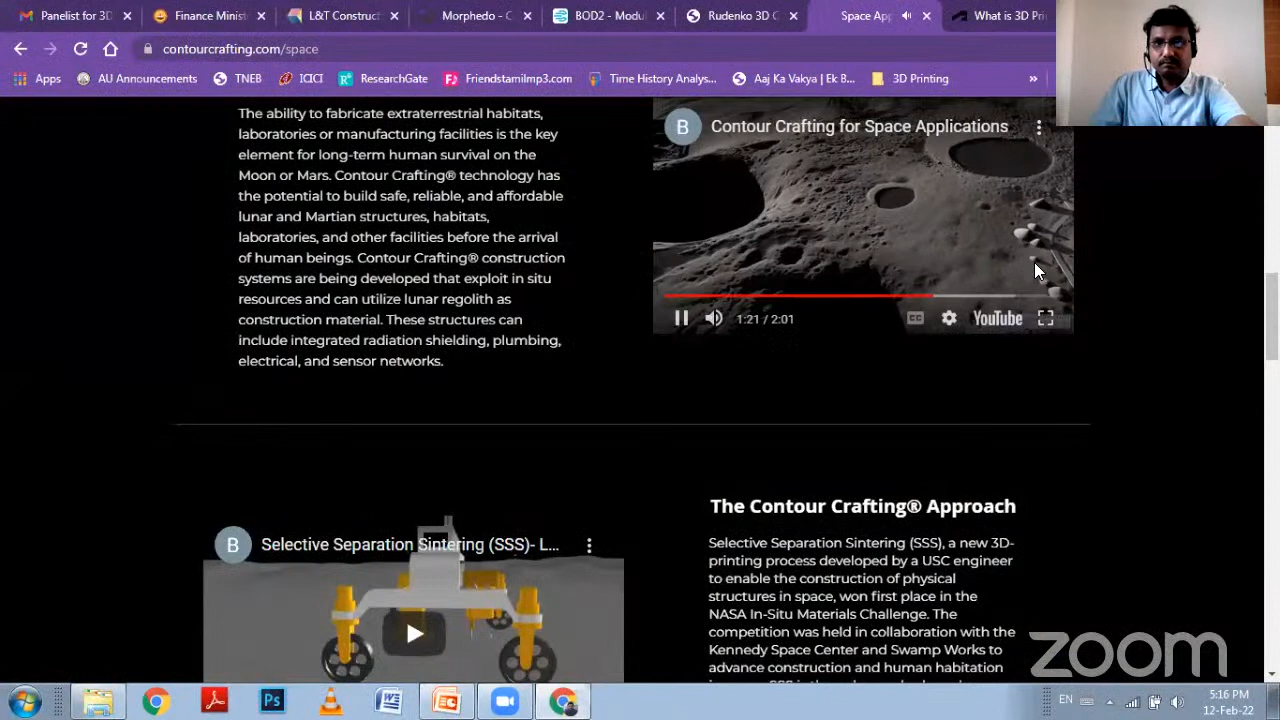 Panelist for 3D
Finance Minist
L&T Construct
Morphedo - C
BOD2 - Modul
Rudenko 3D C
Space App
What is 3D Pri
contourcrafting.com/space
Apps
AU Announcements
TNEB
ICICI
ResearchGate
Friendstamilmp3.com
Time History Analys...
Aaj Ka Vakya | Ek B...
3D Printing
»
The ability to fabricate extraterrestrial habitats,
laboratories or manufacturing facilities is the key
element for long-term human survival on the
Moon or Mars. Contour Crafting® technology has
the potential to build safe, reliable, and affordable
lunar and Martian structures, habitats,
laboratories, and other facilities before the arrival
of human beings. Contour Crafting® construction
systems are being developed that exploit in situ
resources and can utilize lunar regolith as
construction material. These structures can
include integrated radiation shielding, plumbing,
electrical, and sensor networks.
B
Contour Crafting for Space Applications
1:21 / 2:01
CC
YouTube
B
Selective Separation Sintering (SSS)- L...
The Contour Crafting® Approach
Selective Separation Sintering (SSS), a new 3D-
printing process developed by a USC engineer
to enable the construction of physical
structures in space, won first place in the
NASA In-Situ Materials Challenge. The
competition was held in collaboration with the
Kennedy Space Center and Swamp Works to
advance construction and human habitation
zoom
EN
5:16 PM
12-Feb-22